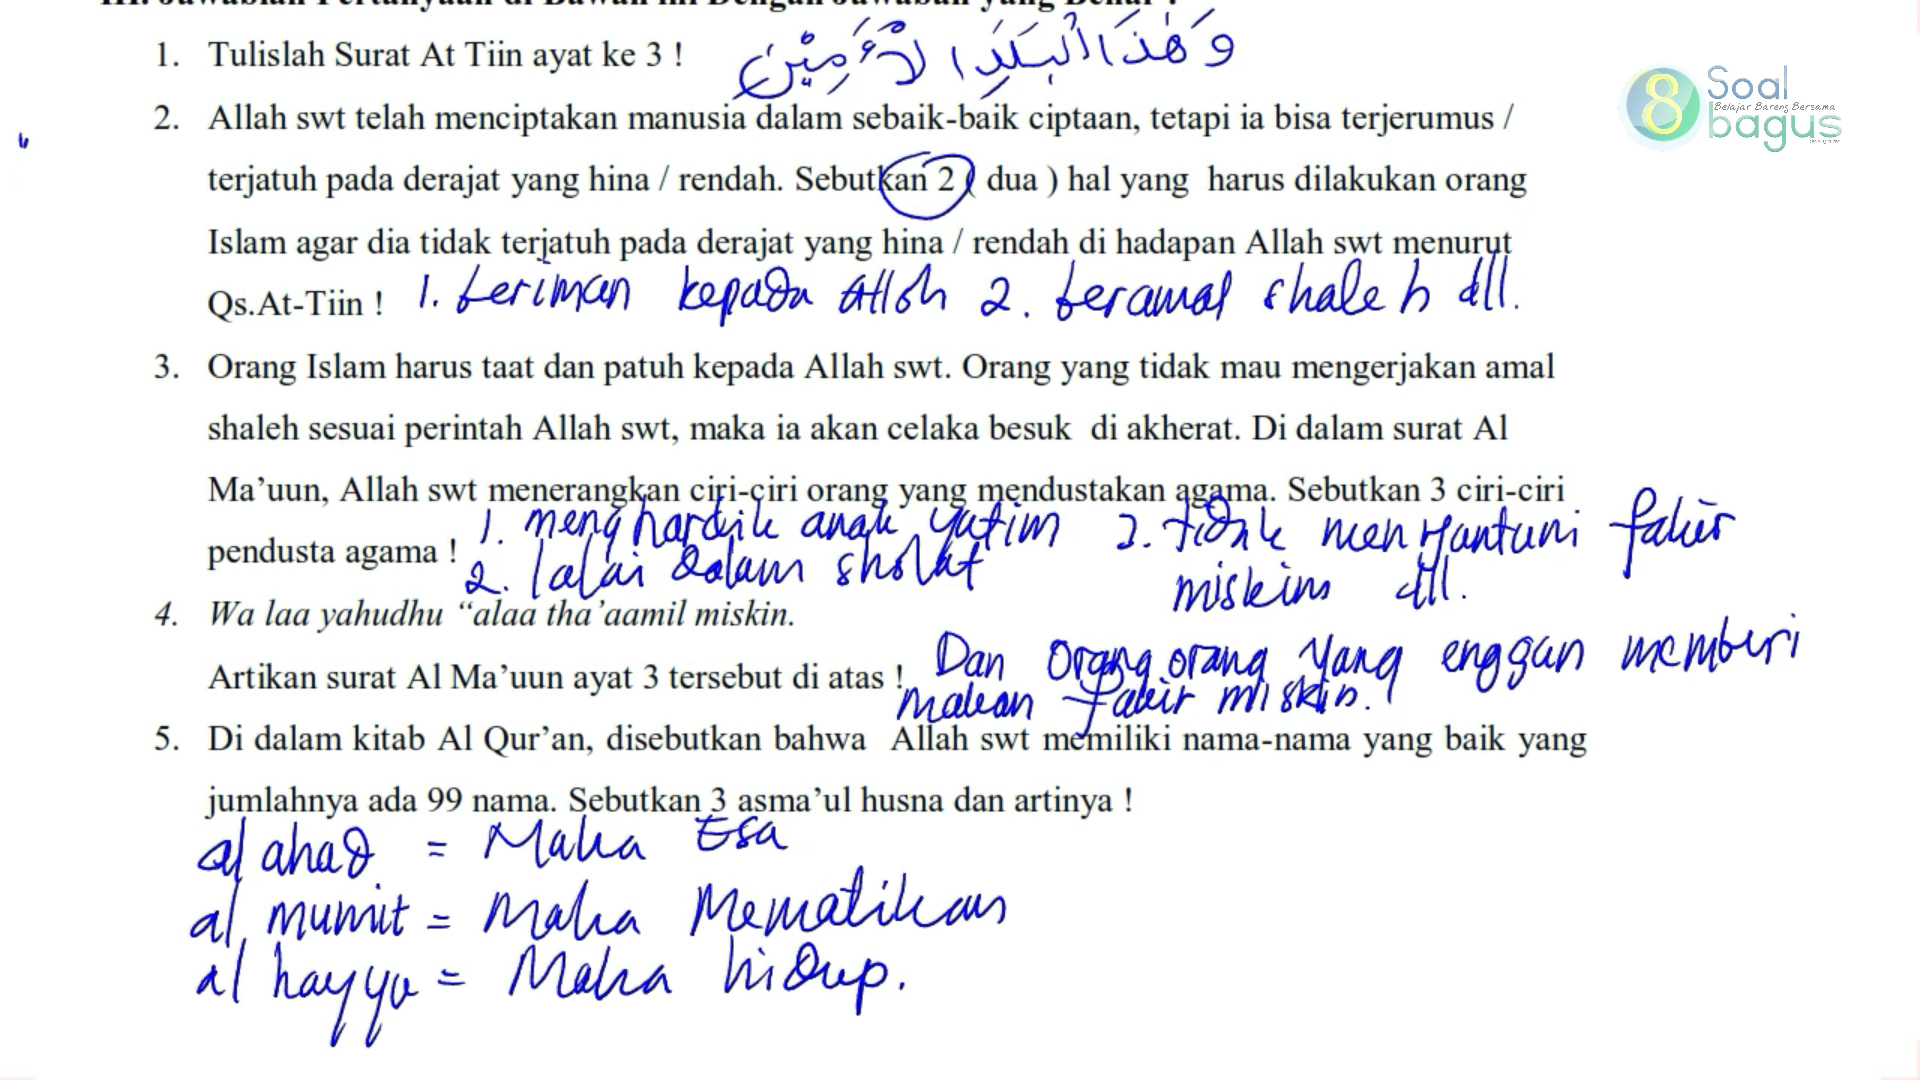 III. Jawablah Pertanyaan di Bawah ini Dengan Jawaban yang Benar !
1. Tulislah Surat At Tiin ayat ke 3 ! وَهٰذَا الْبَلَدِ الْأَمِيْنِ
2. Allah swt telah menciptakan manusia dalam sebaik-baik ciptaan, tetapi ia bisa terjerumus /
terjatuh pada derajat yang hina / rendah. Sebutkan 2 ( dua ) hal yang harus dilakukan orang
Islam agar dia tidak terjatuh pada derajat yang hina / rendah di hadapan Allah swt menurut
Qs.At-Tiin ! 1. beriman kepada Alloh 2. beramal shaleh dll.
3. Orang Islam harus taat dan patuh kepada Allah swt. Orang yang tidak mau mengerjakan amal
shaleh sesuai perintah Allah swt, maka ia akan celaka besuk di akherat. Di dalam surat Al
Ma'uun, Allah swt menerangkan ciri-ciri orang yang mendustakan agama. Sebutkan 3 ciri-ciri
pendusta agama ! 1. menghardik anak yatim 3. tidak menyantuni fakir
2. lalai dalam sholat miskin dll.
4. Wa laa yahudhu “alaa tha'aamil miskin.
Artikan surat Al Ma'uun ayat 3 tersebut di atas ! Dan orang orang yang enggan memberi
makan fakir miskin.
5. Di dalam kitab Al Qur'an, disebutkan bahwa Allah swt memiliki nama-nama yang baik yang
jumlahnya ada 99 nama. Sebutkan 3 asma'ul husna dan artinya !
al ahad = Maha Esa
al mumit = Maha Mematikan
al hayyu = Maha hidup.
8 Soal
Belajar Bareng Bersama
bagus